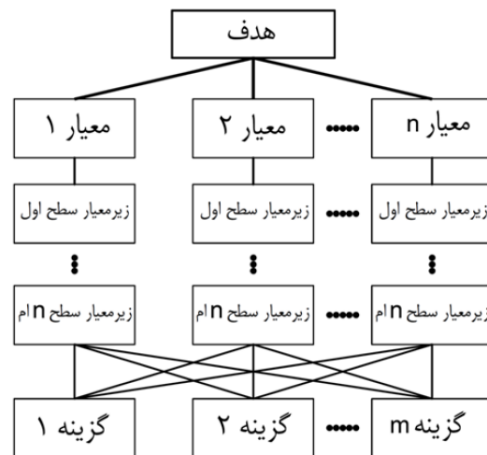 هدف
معیار ۱
معیار ۲
معیار n
زیرمعیار سطح اول
زیرمعیار سطح اول
زیرمعیار سطح اول
زیرمعیار سطح n ام
زیرمعیار سطح n ام
زیرمعیار سطح n ام
گزینه ۱
گزینه ۲
گزینه m